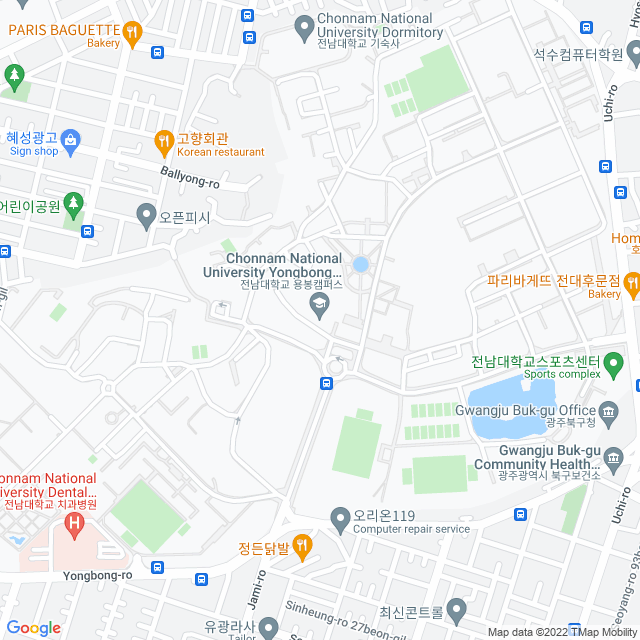 Chonnam National
University Dormitory
전남대학교 기숙사
PARIS BAGUETTE
Bakery
석수컴퓨터학원
Uchi-ro
혜성광고
Sign shop
고향회관
Korean restaurant
Ballyong-ro
어린이공원
오픈피시
Chonnam National
University Yongbong...
전남대학교 용봉캠퍼스
파리바게뜨 전대후문점
Bakery
전남대학교스포츠센터
Sports complex
Gwangju Buk-gu Office
광주북구청
Gwangju Buk-gu
Community Health...
광주광역시 북구보건소
onnam National
iversity Dental...
전남대학교 치과병원
Uchi-ro
오리온119
Computer repair service
정든닭발
Yongbong-ro
Jami-ro
Sinheung-ro 27beon-gil
최신콘트롤
유광라사
Tailor
Google
Map data ©2022 TMap Mobility